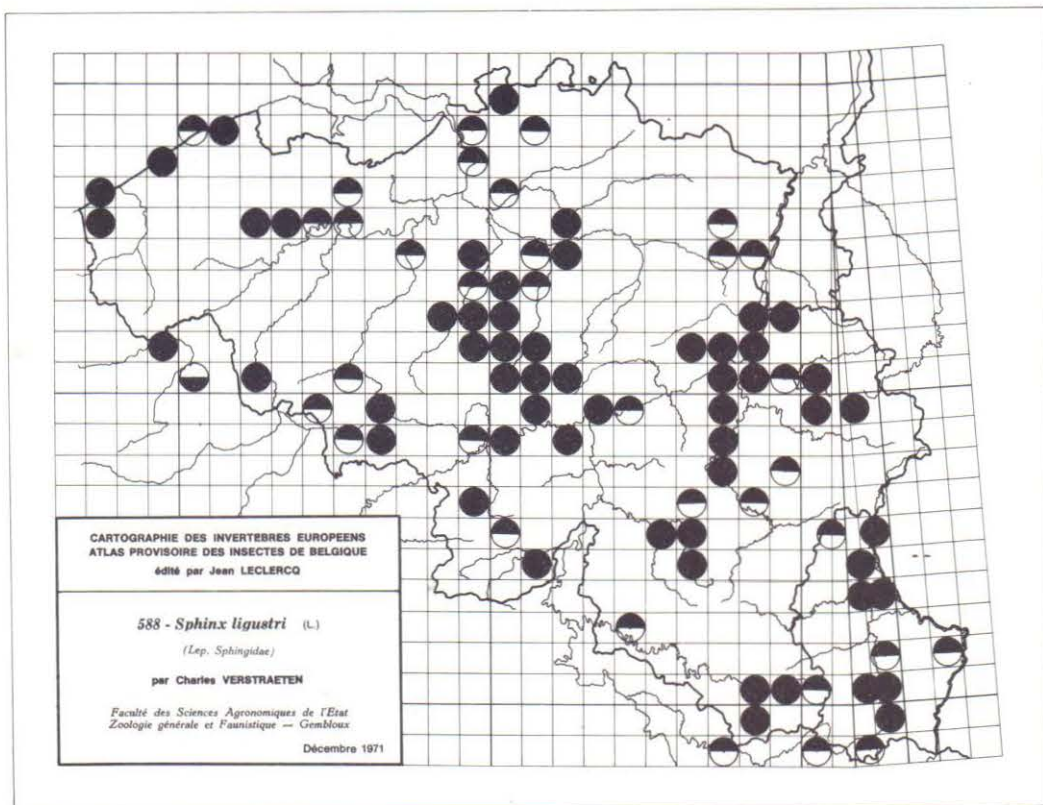 CARTOGRAPHIE DES INVERTEBRES EUROPEENS
ATLAS PROVISOIRE DES INSECTES DE BELGIQUE
édité par Jean LECLERCQ
588 - Sphinx ligustri (L.)
(Lep. Sphingidae)
par Charles VERSTRAETEN
Faculté des Sciences Agronomiques de l'Etat
Zoologie générale et Faunistique — Gembloux
Décembre 1971